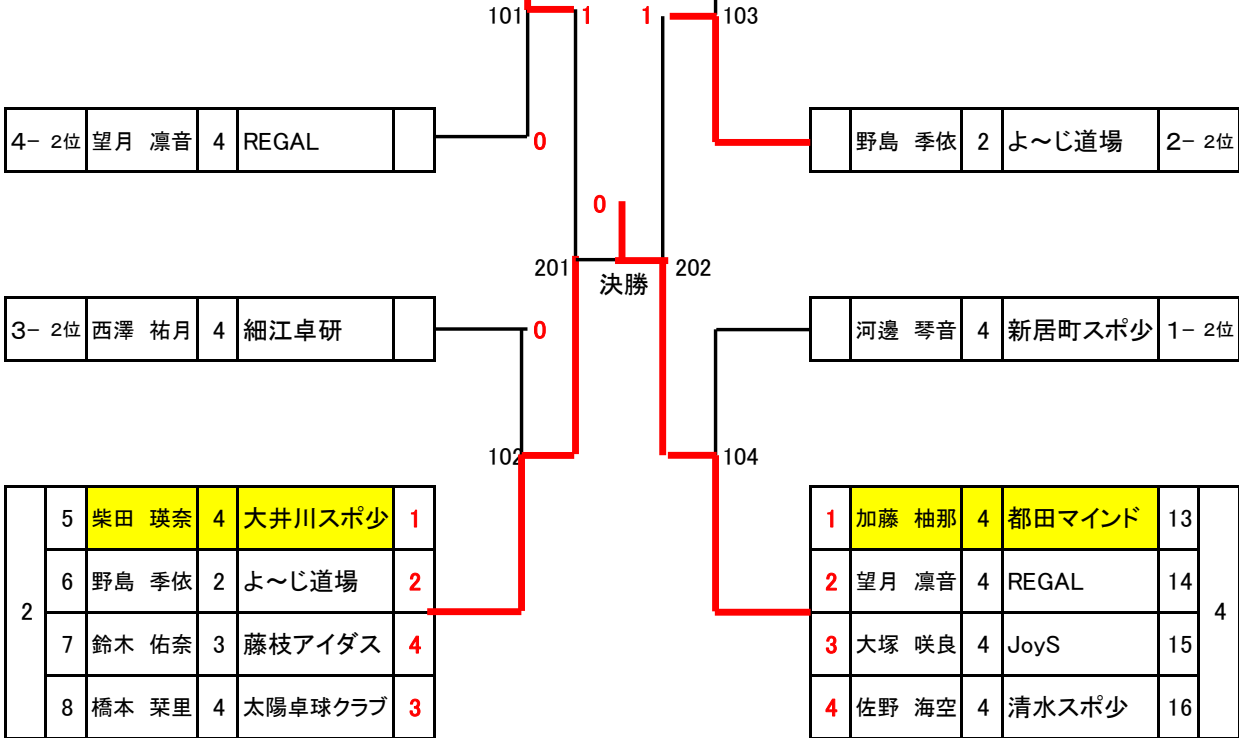 101 1 1 103
4- 2位 望月 凛音 4 REGAL 0
野島 季依 2 よ～じ道場 2- 2位
0
201 決勝 202
3- 2位 西澤 祐月 4 細江卓研 0
河邊 琴音 4 新居町スポ少 1- 2位
102 104
2
5 柴田 瑛奈 4 大井川スポ少 1
6 野島 季依 2 よ～じ道場 2
7 鈴木 佑奈 3 藤枝アイダス 4
8 橋本 栞里 4 太陽卓球クラブ 3
1 加藤 柚那 4 都田マインド 13
2 望月 凛音 4 REGAL 14
3 大塚 咲良 4 JoyS 15
4 佐野 海空 4 清水スポ少 16
4